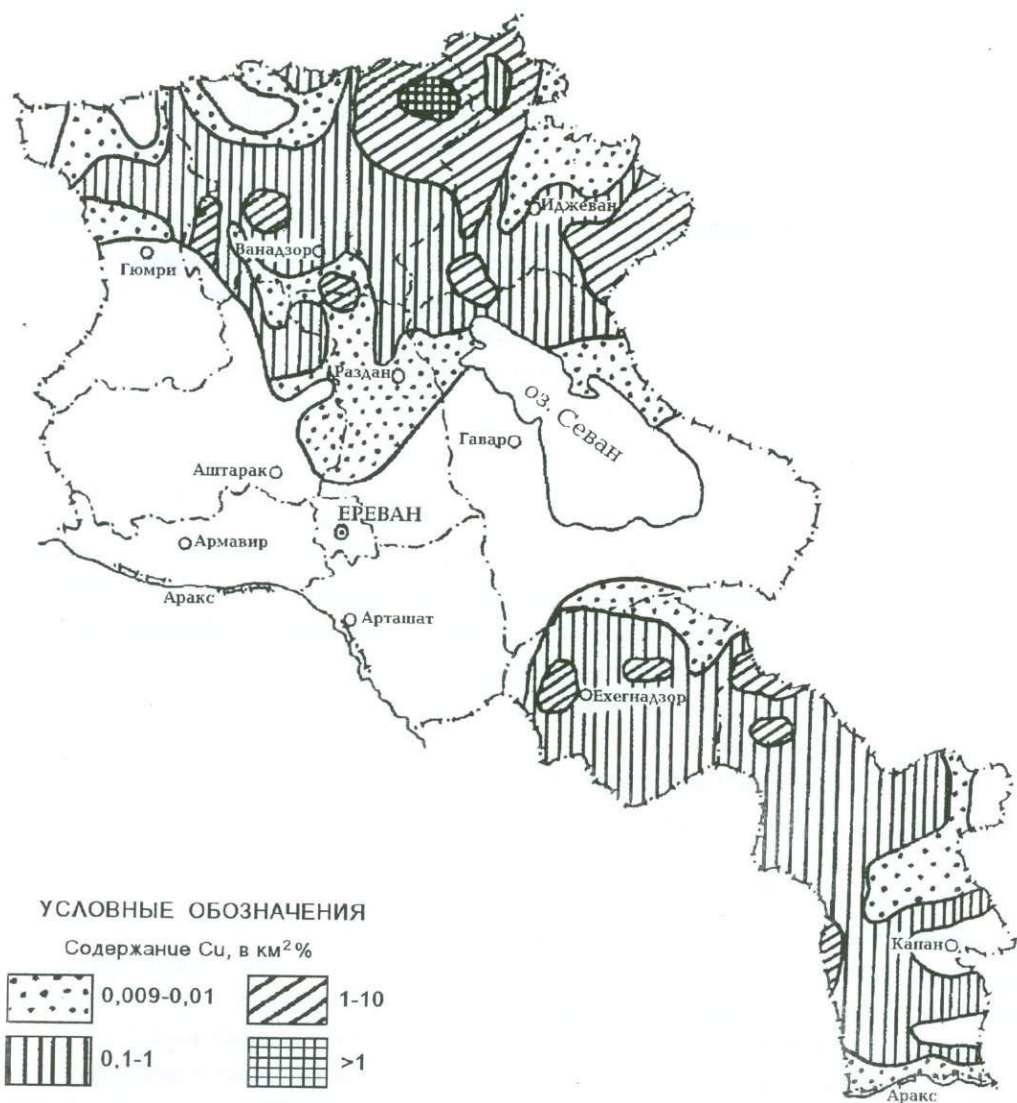 Иджеван
Ванадзор
Гюмри
Раздан
оз. Севан
Гавар
Аштарак
ЕРЕВАН
Армавир
Аракс
Арташат
Ехегнадзор
Капан
Аракс
УСЛОВНЫЕ ОБОЗНАЧЕНИЯ
Содержание Cu, в км² %
0,009-0,01
1-10
0,1-1
>1